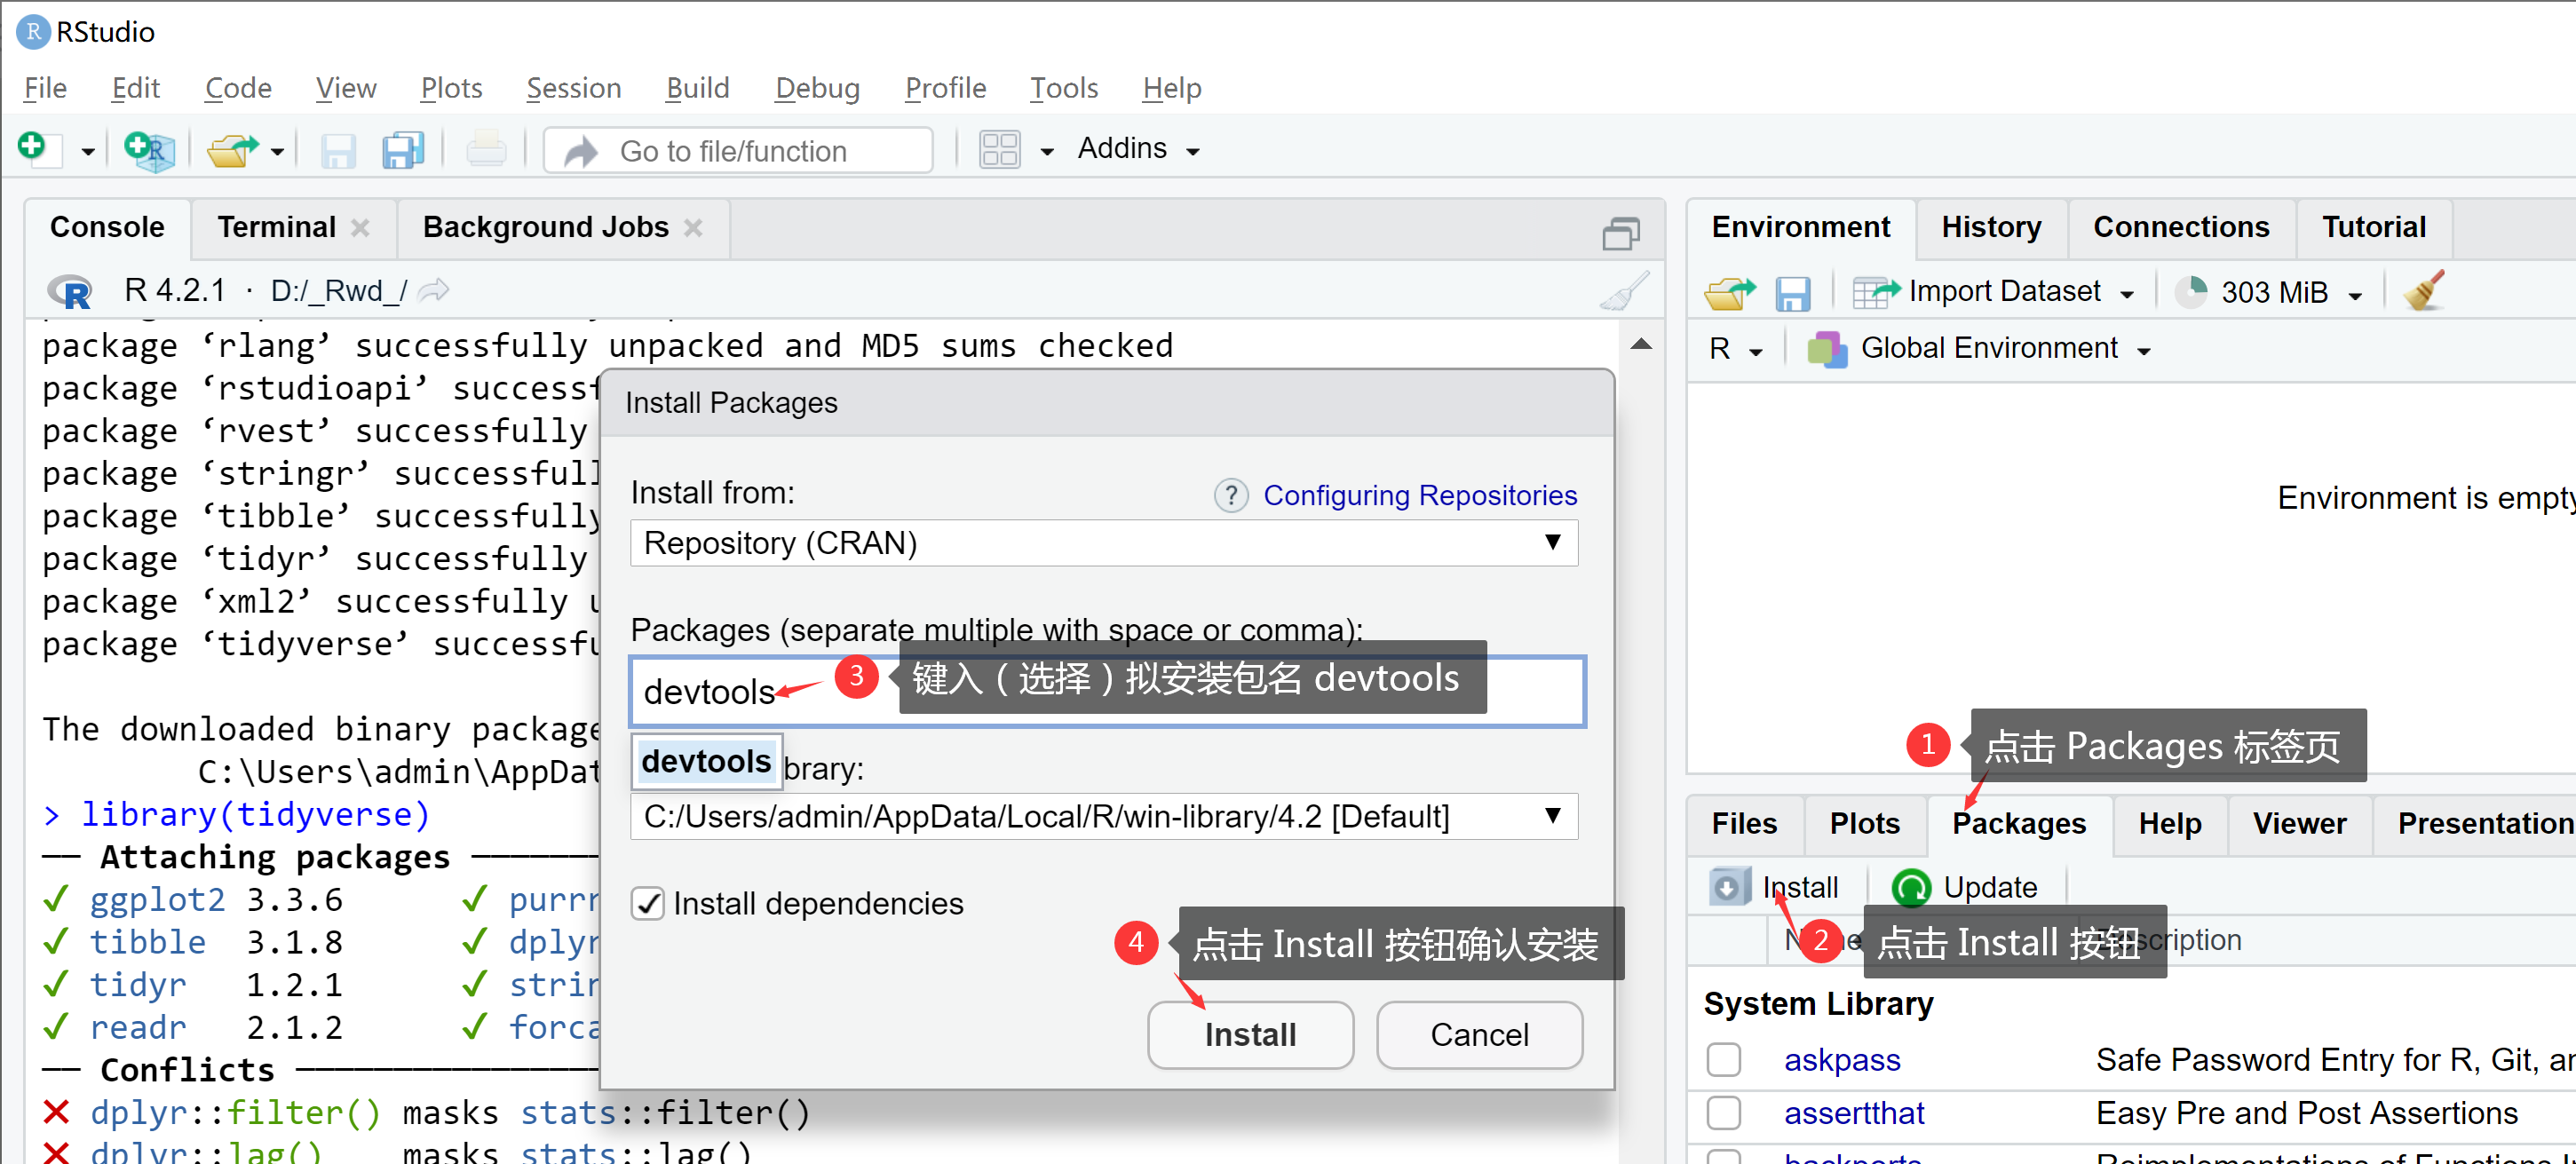 RStudio
File Edit Code View Plots Session Build Debug Profile Tools Help
Go to file/function Addins
Console Terminal Background Jobs
R 4.2.1 · D:/_Rwd_/
package ‘rlang’ successfully unpacked and MD5 sums checked
package ‘rstudioapi’ successf
package ‘rvest’ successfully
package ‘stringr’ successfull
package ‘tibble’ successfully
package ‘tidyr’ successfully
package ‘xml2’ successfully u
package ‘tidyverse’ successfu
The downloaded binary package
C:\Users\admin\AppDat
> library(tidyverse)
── Attaching packages ──────
✓ ggplot2 3.3.6 ✓ purrr
✓ tibble 3.1.8 ✓ dplyr
✓ tidyr 1.2.1 ✓ strin
✓ readr 2.1.2 ✓ forca
── Conflicts ──────
✕ dplyr::filter() masks stats::filter()
✕ dplyr::lag() masks stats::lag()
Install Packages
Install from: ? Configuring Repositories
Repository (CRAN)
Packages (separate multiple with space or comma):
devtools
3 键入（选择）拟安装包名 devtools
devtools brary:
C:/Users/admin/AppData/Local/R/win-library/4.2 [Default]
Install dependencies
4 点击 Install 按钮确认安装
Install Cancel
Environment History Connections Tutorial
Import Dataset 303 MiB
R Global Environment
Environment is empty
1 点击 Packages 标签页
Files Plots Packages Help Viewer Presentation
Install Update
2 点击 Install 按钮
System Library
askpass Safe Password Entry for R, Git, an
assertthat Easy Pre and Post Assertions
backports Reimplementations of Functions